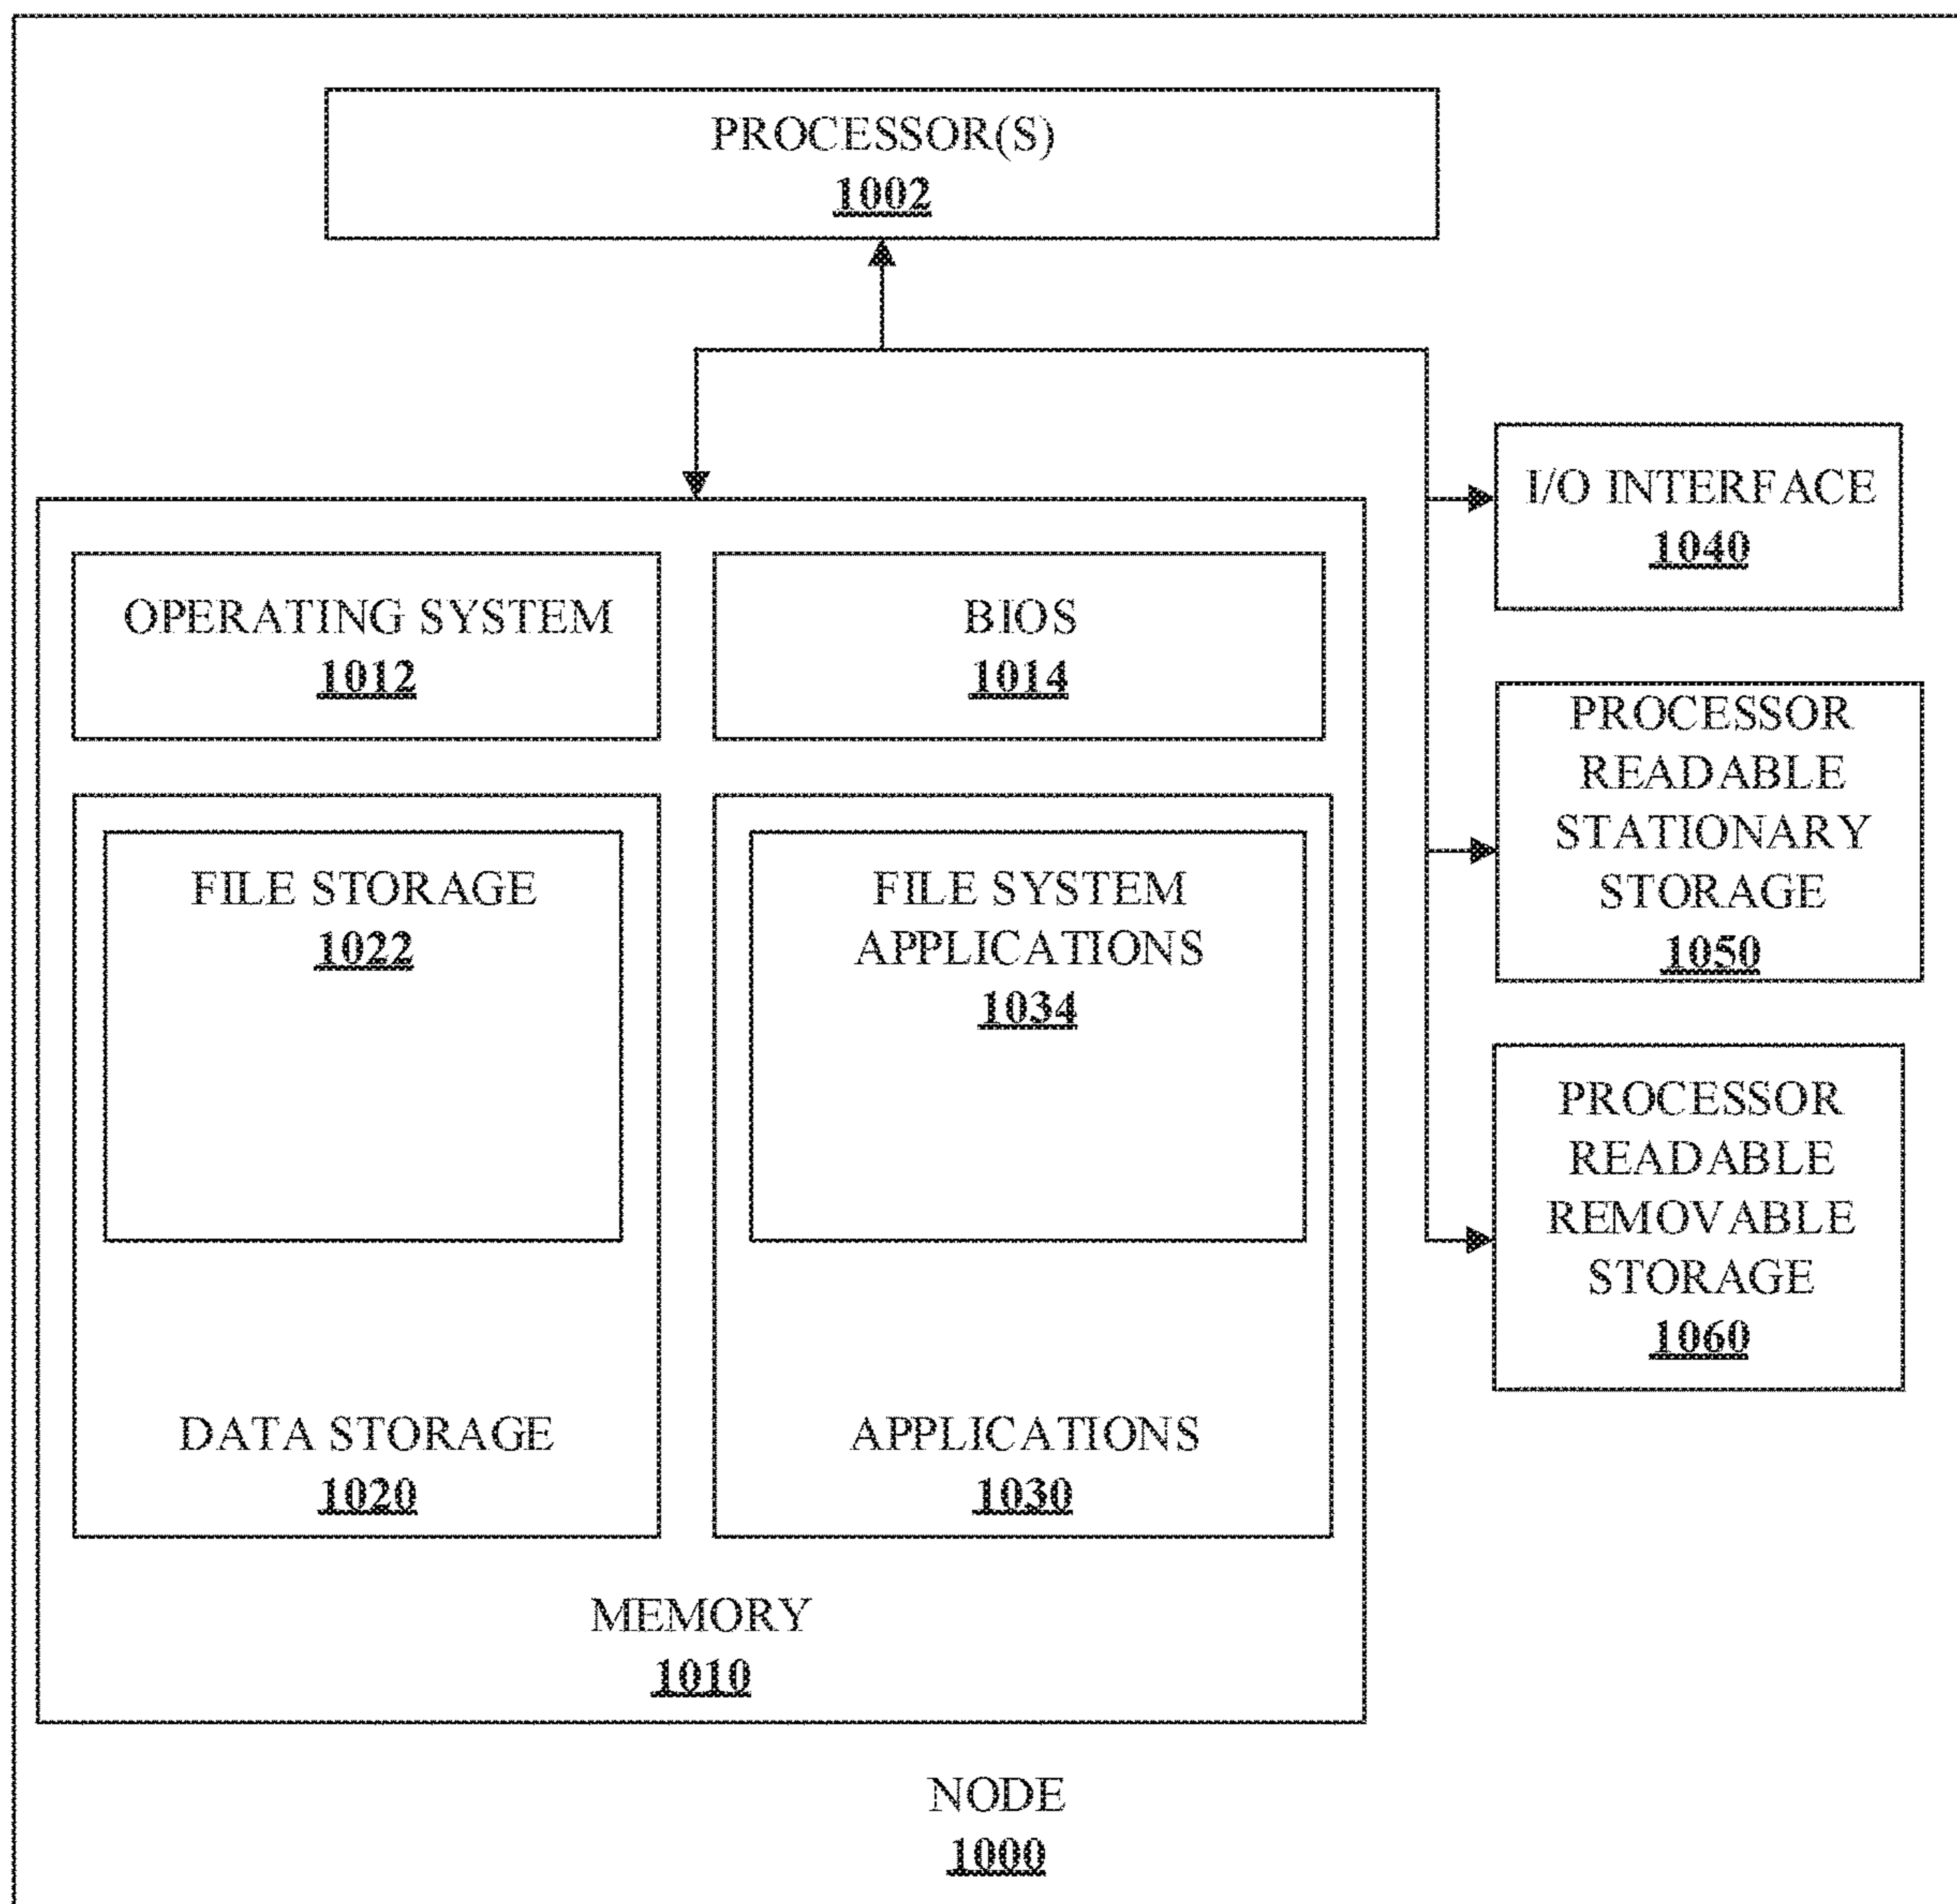 PROCESSOR(S)
1002
I/O INTERFACE
1040
OPERATING SYSTEM
1012
BIOS
1014
PROCESSOR
READABLE
STATIONARY
STORAGE
1050
FILE STORAGE
1022
FILE SYSTEM
APPLICATIONS
1034
PROCESSOR
READABLE
REMOVABLE
STORAGE
1060
DATA STORAGE
1020
APPLICATIONS
1030
MEMORY
1010
NODE
1000